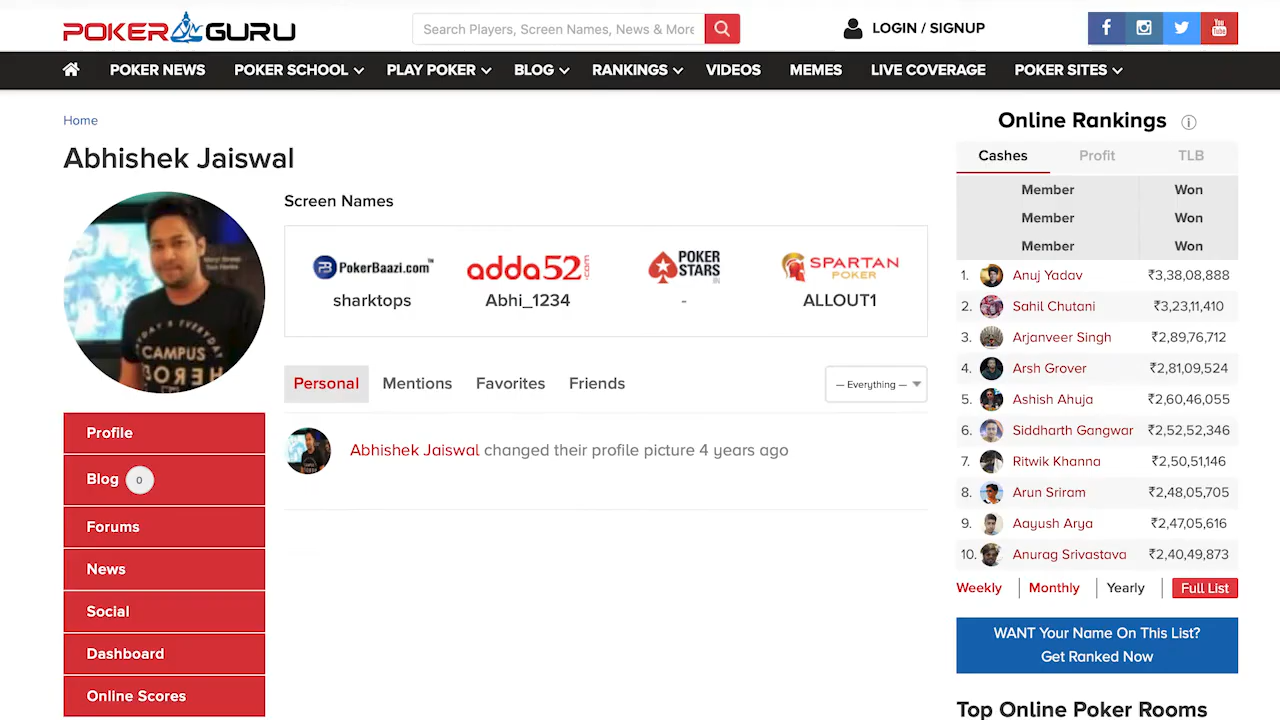 POKER GURU
Search Players, Screen Names, News & More
LOGIN / SIGNUP
You Tube
POKER NEWS POKER SCHOOL PLAY POKER BLOG RANKINGS VIDEOS MEMES LIVE COVERAGE POKER SITES
Home
Abhishek Jaiswal
CAMPUS
Screen Names
PokerBaazi.com™ adda52.com POKER STARS IN SPARTAN POKER
sharktops Abhi_1234 - ALLOUT1
Personal Mentions Favorites Friends
— Everything —
Abhishek Jaiswal changed their profile picture 4 years ago
Profile
Blog 0
Forums
News
Social
Dashboard
Online Scores
Online Rankings
Cashes Profit TLB
Member Won
Member Won
Member Won
1. Anuj Yadav ₹3,38,08,888
2. Sahil Chutani ₹3,23,11,410
3. Arjanveer Singh ₹2,89,76,712
4. Arsh Grover ₹2,81,09,524
5. Ashish Ahuja ₹2,60,46,055
6. Siddharth Gangwar ₹2,52,52,346
7. Ritwik Khanna ₹2,50,51,146
8. Arun Sriram ₹2,48,05,705
9. Aayush Arya ₹2,47,05,616
10. Anurag Srivastava ₹2,40,49,873
Weekly Monthly Yearly Full List
WANT Your Name On This List?
Get Ranked Now
Top Online Poker Rooms